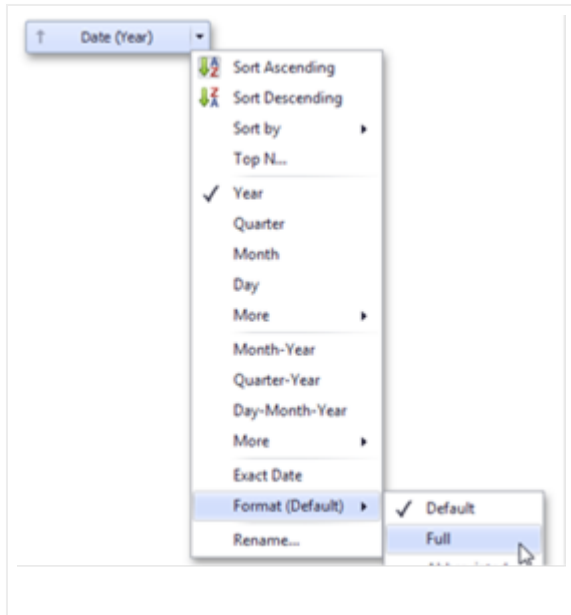 Date (Year)
Sort Ascending
Sort Descending
Sort by
Top N...
Year
Quarter
Month
Day
More
Month-Year
Quarter-Year
Day-Month-Year
More
Exact Date
Format (Default)
Default
Rename...
Full